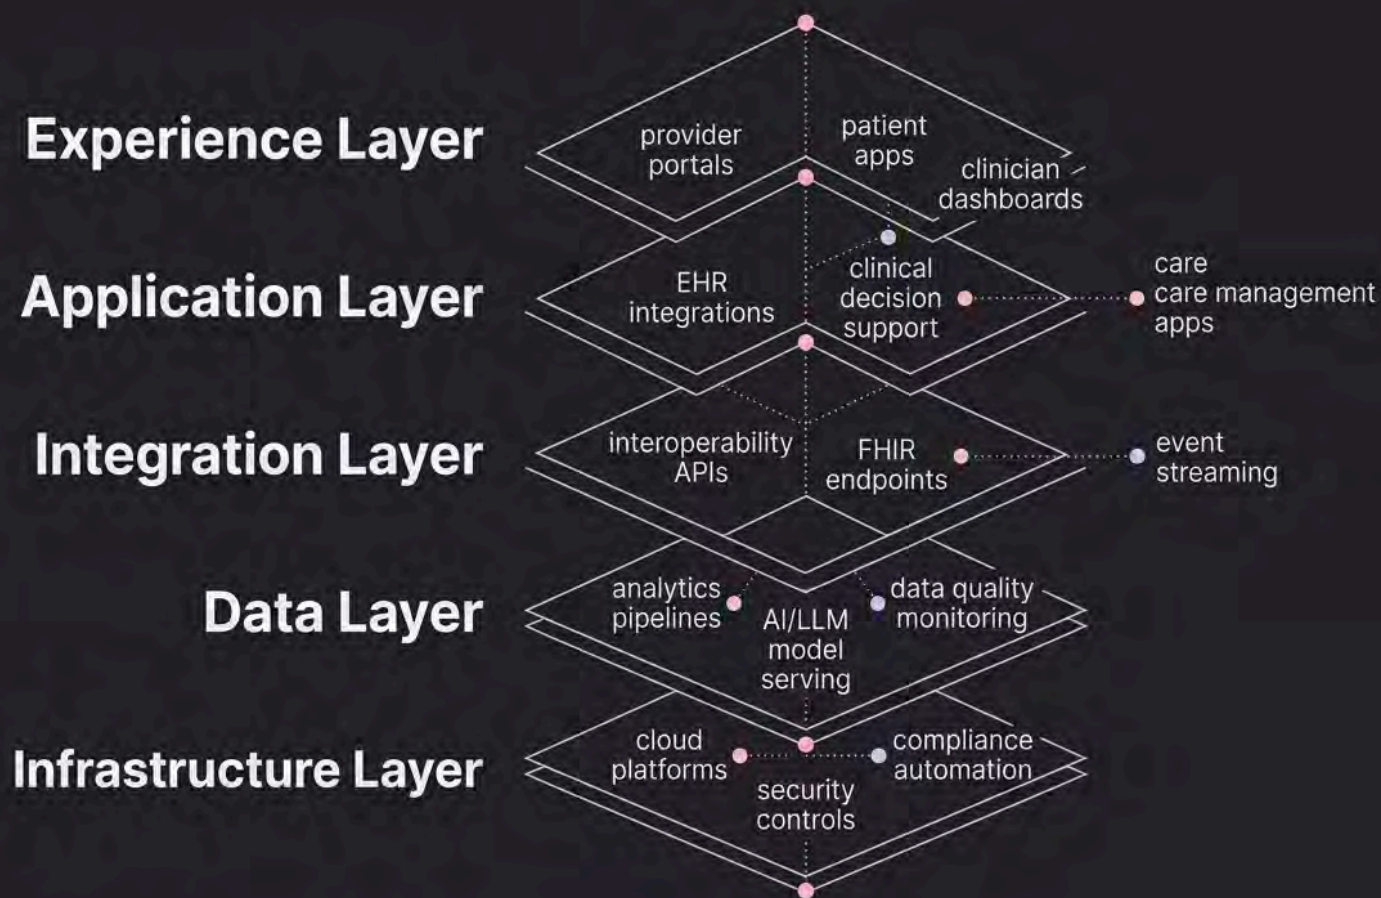 Experience Layer
provider
portals
patient
apps
clinician
dashboards
Application Layer
EHR
integrations
clinical
decision
support
care
care management
apps
Integration Layer
interoperability
APIs
FHIR
endpoints
event
streaming
Data Layer
analytics
pipelines
AI/LLM
model
serving
data quality
monitoring
Infrastructure Layer
cloud
platforms
security
controls
compliance
automation